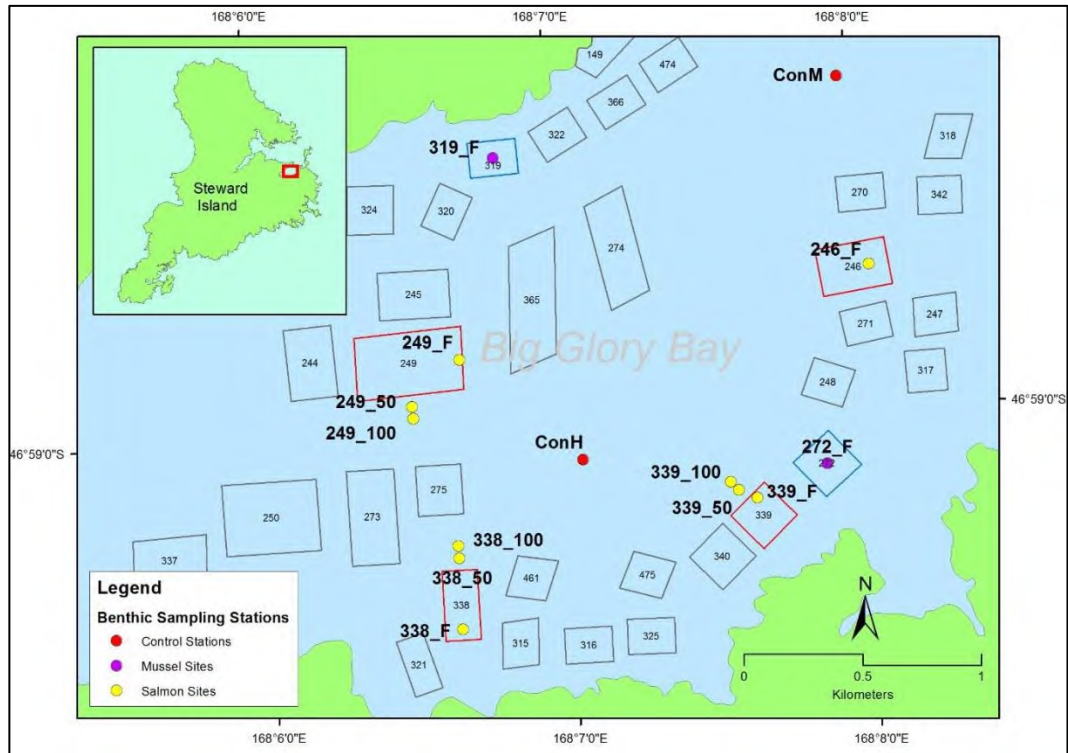 168°6'0"E
168°7'0"E
168°8'0"E
149
474
ConM
366
322
318
319_F
319
Steward
Island
270
342
324
320
274
246_F
246
245
365
247
271
249_F
Big Glory Bay
244
249
317
248
249_50
46°59'0"S
249_100
ConH
272_F
46°59'0"S
339_100
275
339_F
339_50
250
273
339
338_100
340
337
338_50
461
475
Legend
N
Benthic Sampling Stations
338
Control Stations
338_F
325
315
316
Mussel Sites
321
0
0.5
1
Salmon Sites
Kilometers
168°6'0"E
168°7'0"E
168°8'0"E